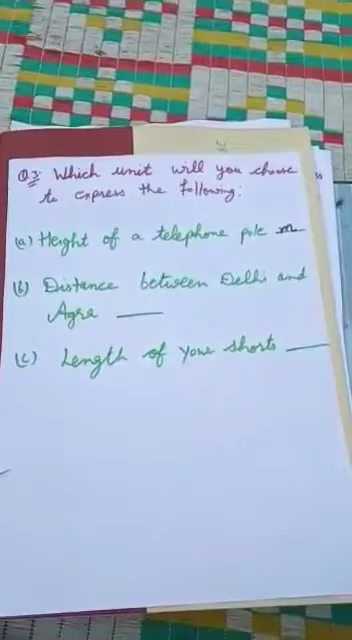 Q.3: Which unit will you choose
to express the following:
(a) Height of a telephone pole m
(b) Distance between Delhi and
Agra ____
(c) Length of your shorts ____